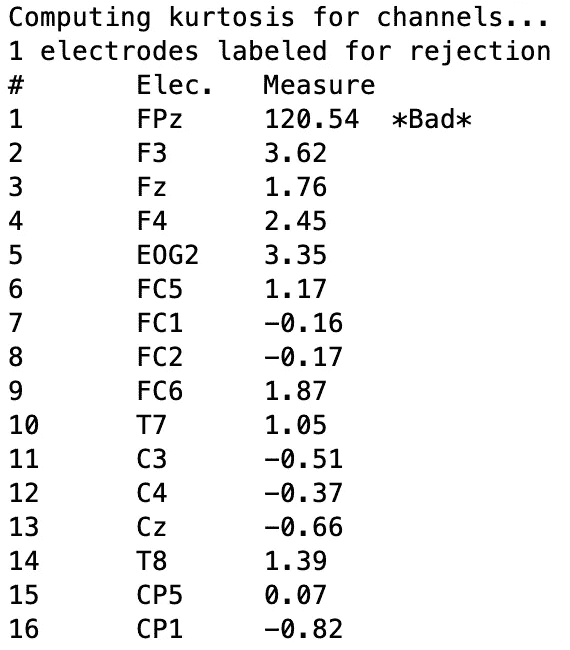 Computing kurtosis for channels...
1 electrodes labeled for rejection
# Elec. Measure
1 FPz 120.54 *Bad*
2 F3 3.62
3 Fz 1.76
4 F4 2.45
5 EOG2 3.35
6 FC5 1.17
7 FC1 -0.16
8 FC2 -0.17
9 FC6 1.87
10 T7 1.05
11 C3 -0.51
12 C4 -0.37
13 Cz -0.66
14 T8 1.39
15 CP5 0.07
16 CP1 -0.82